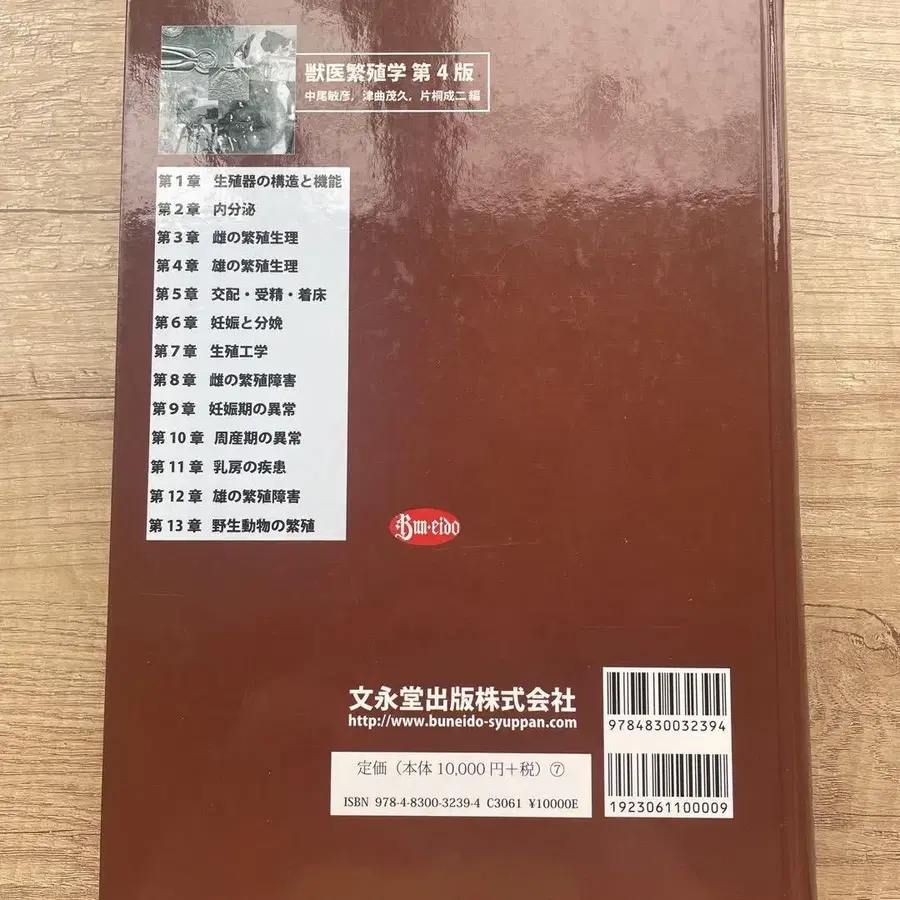 獣医繁殖学 第4版
中尾敏彦，津曲茂久，片桐成二 編
第1章 生殖器の構造と機能
第2章 内分泌
第3章 雌の繁殖生理
第4章 雄の繁殖生理
第5章 交配・受精・着床
第6章 妊娠と分娩
第7章 生殖工学
第8章 雌の繁殖障害
第9章 妊娠期の異常
第10章 周産期の異常
第11章 乳房の疾患
第12章 雄の繁殖障害
第13章 野生動物の繁殖
Bun・eido
文永堂出版株式会社
http://www.buneido-syuppan.com
定価（本体 10,000 円＋税）⑦
ISBN 978-4-8300-3239-4 C3061 ¥10000E
9784830032394
1923061100009